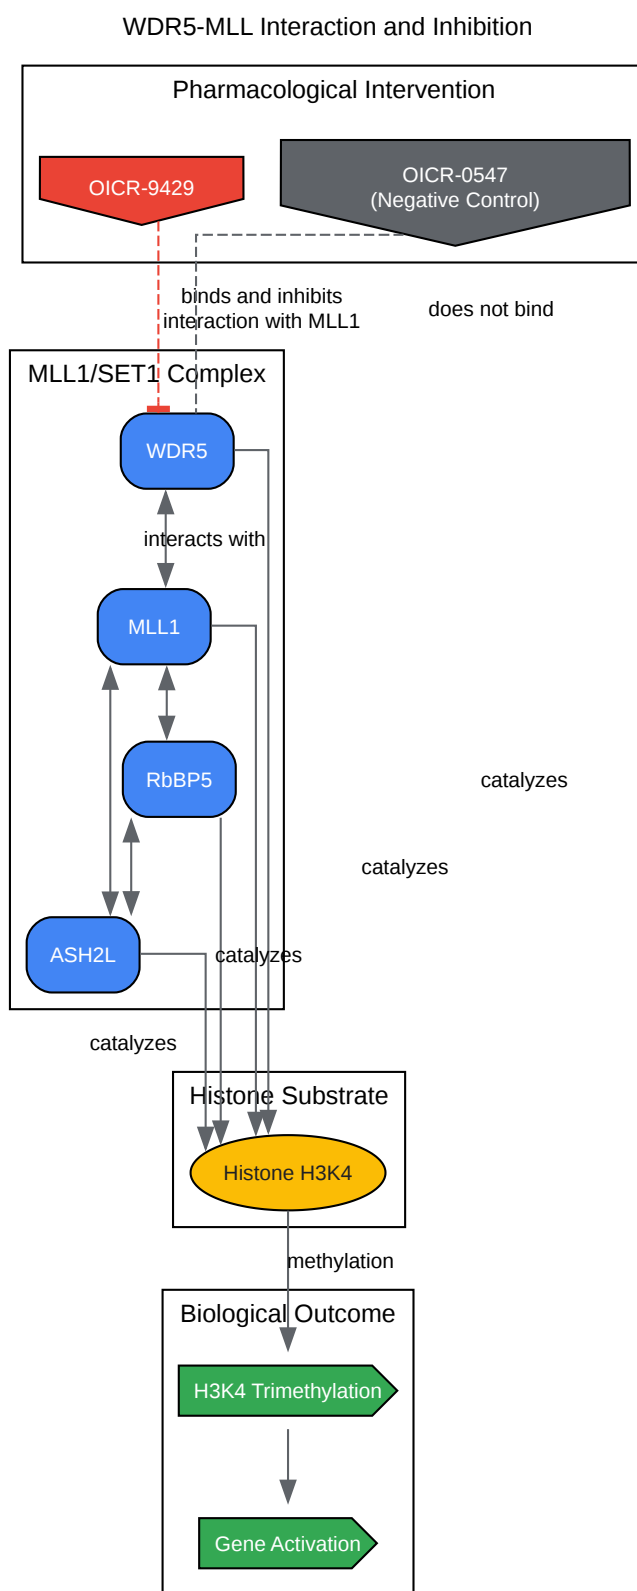 WDR5-MLL Interaction and Inhibition
Pharmacological Intervention
OICR-9429
OICR-0547
(Negative Control)
binds and inhibits
interaction with MLL1
does not bind
MLL1/SET1 Complex
WDR5
interacts with
MLL1
RbBP5
catalyzes
catalyzes
ASH2L
catalyzes
catalyzes
Histone Substrate
Histone H3K4
methylation
Biological Outcome
H3K4 Trimethylation
Gene Activation